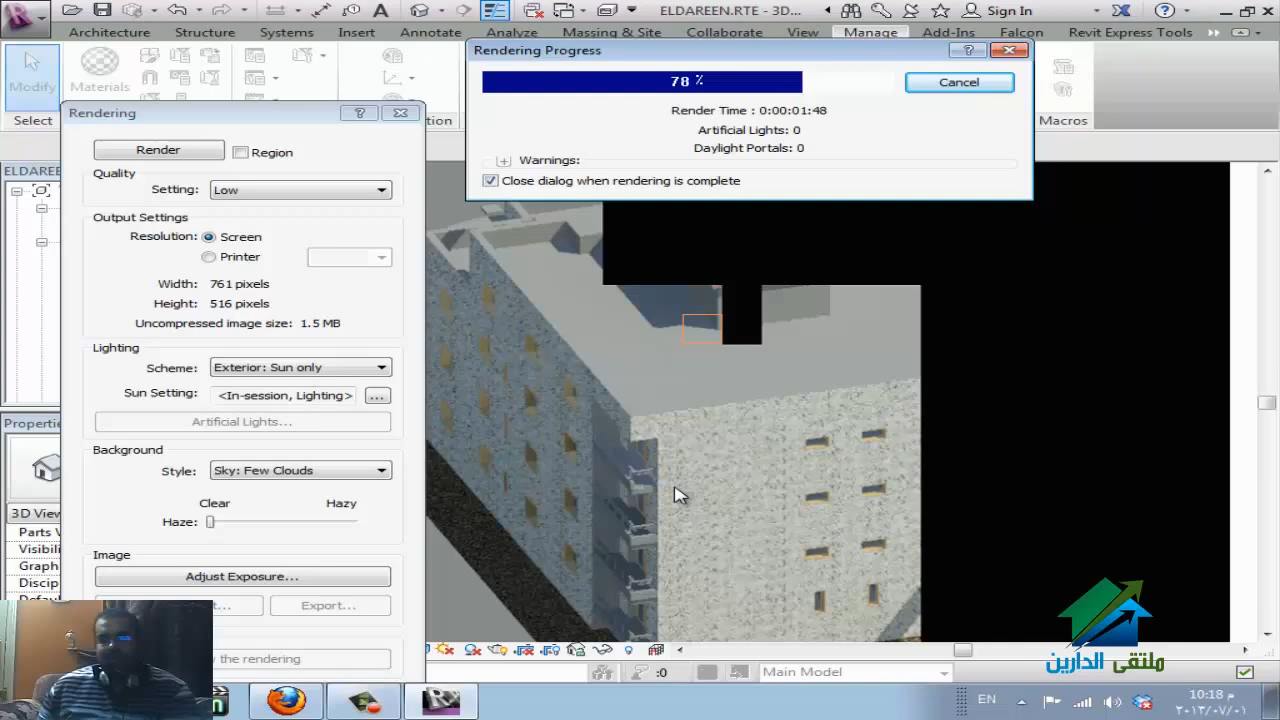 ELDAREEN.RTE - 3D...
Sign In
Architecture Structure Systems Insert Annotate Analyze Massing & Site Collaborate View Manage Add-Ins Falcon Revit Express Tools
Rendering Progress
78 %
Cancel
Render Time : 0:00:01:48
Artificial Lights: 0
Daylight Portals: 0
Warnings:
Close dialog when rendering is complete
Modify
Materials
Select
Macros
Rendering
Render
Region
Quality
Setting: Low
Output Settings
Resolution: Screen
Printer
Width: 761 pixels
Height: 516 pixels
Uncompressed image size: 1.5 MB
Lighting
Scheme: Exterior: Sun only
Sun Setting: <In-session, Lighting>
...
Artificial Lights...
Background
Style: Sky: Few Clouds
Clear Hazy
Haze:
Image
Adjust Exposure...
Export...
the rendering
ELDAREEN
Properties
3D View
Parts V
Visibili
Graph
Discip
:0
Main Model
ملتقى الدارين
EN
10:18 م
٢٠١٣/٠٧/٠١